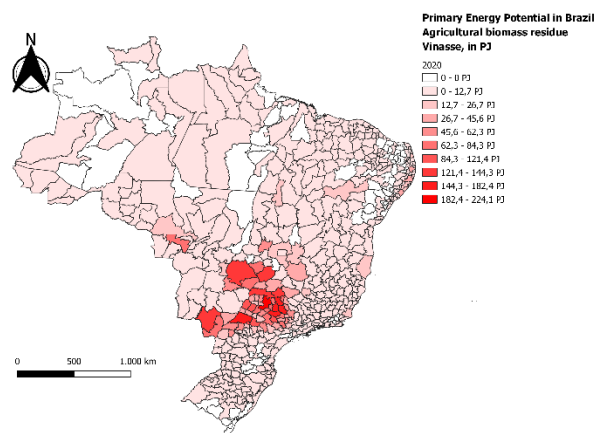 Primary Energy Potential in Brazil
Agricultural biomass residue
Vinasse, in PJ
2020
0 - 0 PJ
0 - 12,7 PJ
12,7 - 26,7 PJ
26,7 - 45,6 PJ
45,6 - 62,3 PJ
62,3 - 84,3 PJ
84,3 - 121,4 PJ
121,4 - 144,3 PJ
144,3 - 182,4 PJ
182,4 - 224,1 PJ
N
0 500 1.000 km